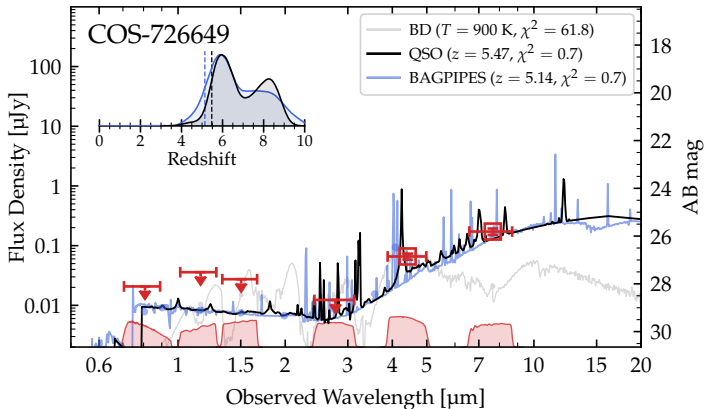 COS-726649
BD (T = 900 K, χ² = 61.8)
QSO (z = 5.47, χ² = 0.7)
BAGPIPES (z = 5.14, χ² = 0.7)
Flux Density [µJy]
100
10
1
0.1
0.01
0 2 4 6 8 10
Redshift
18
20
22
24
26
28
30
AB mag
0.6 1 1.5 2 3 4 5 7 10 15 20
Observed Wavelength [µm]